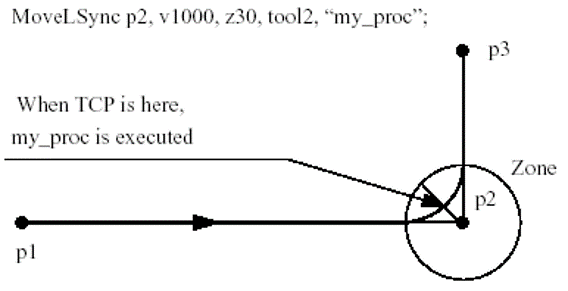 MoveLSync p2, v1000, z30, tool2, “my_proc”;
p3
When TCP is here,
my_proc is executed
Zone
p2
p1